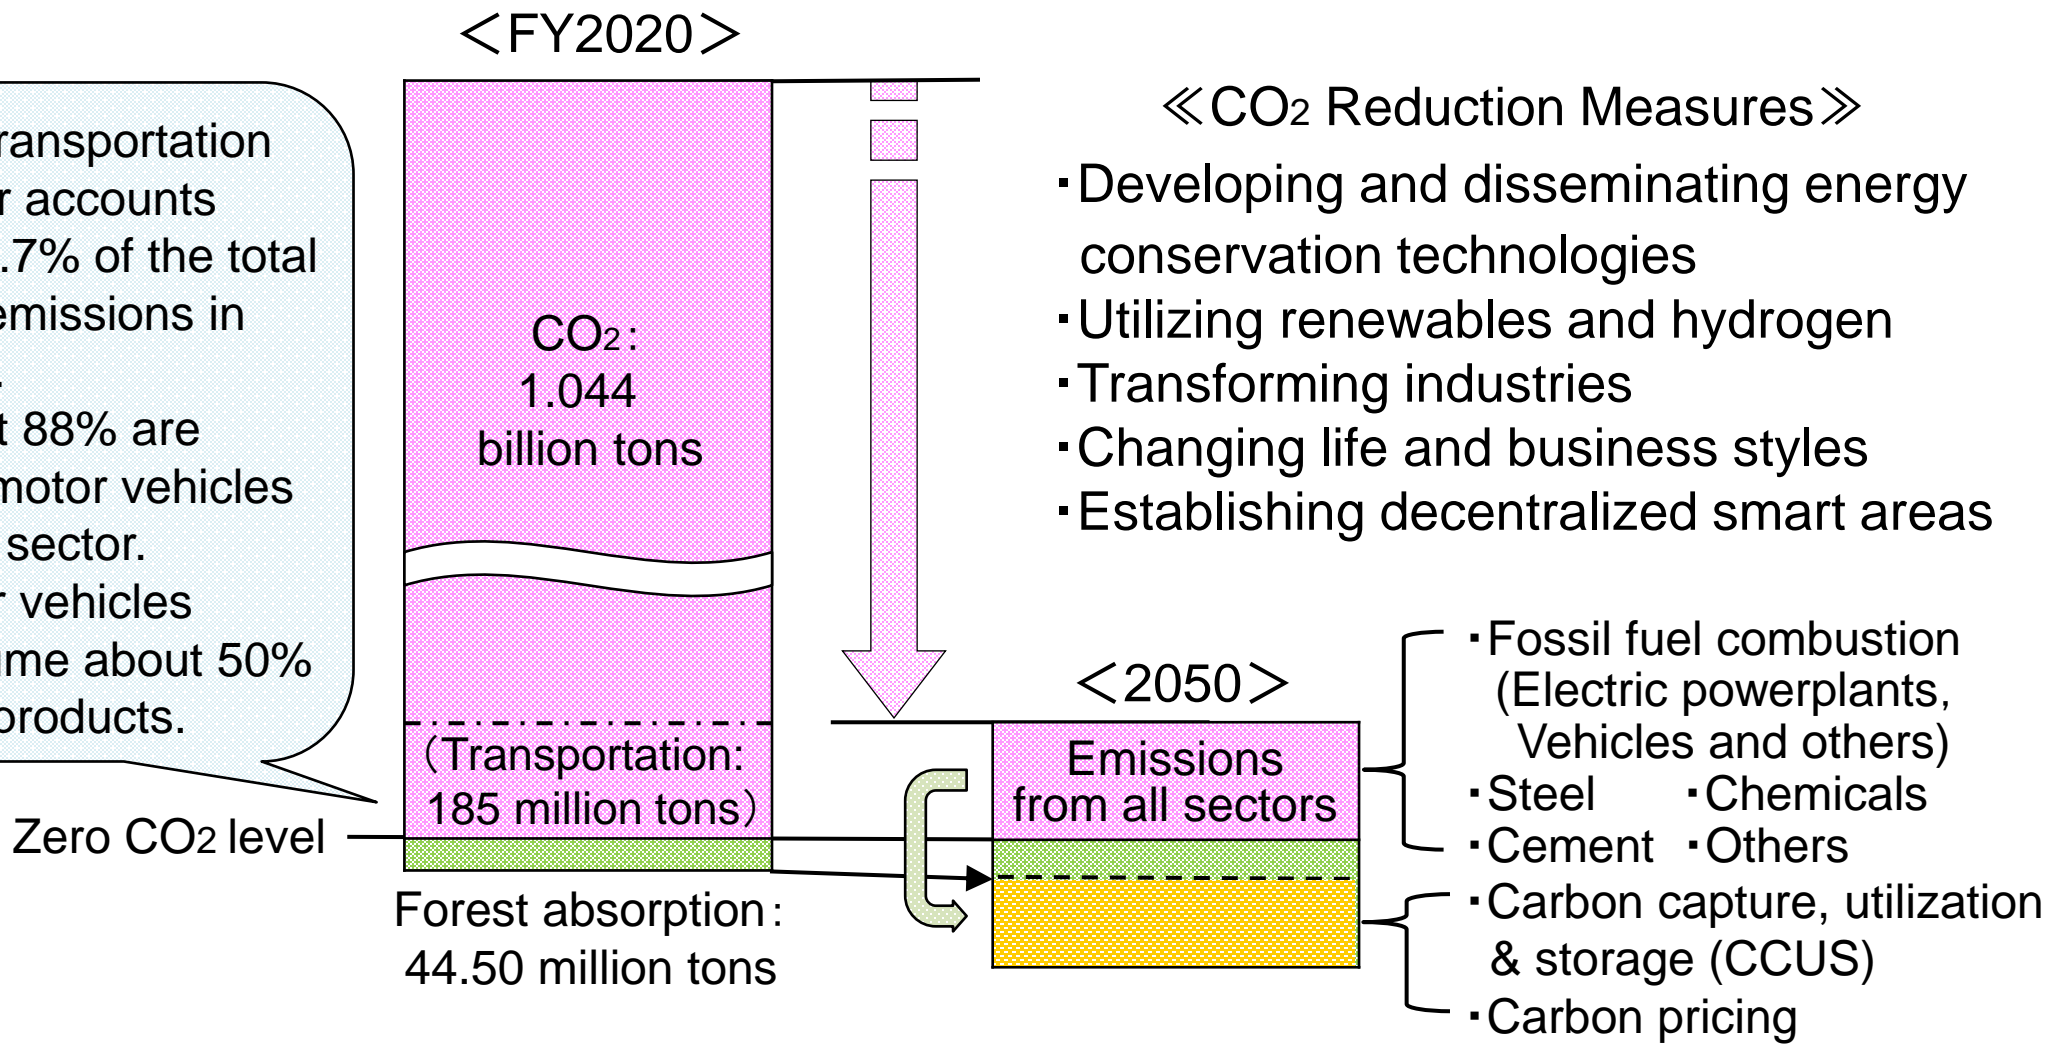 ＜FY2020＞
ransportation
r accounts
.7% of the total
emissions in
.
t 88% are
motor vehicles
sector.
r vehicles
ume about 50%
products.
Zero CO2 level
CO2：
1.044
billion tons
（Transportation:
185 million tons）
Forest absorption：
44.50 million tons
≪CO2 Reduction Measures≫
・Developing and disseminating energy
conservation technologies
・Utilizing renewables and hydrogen
・Transforming industries
・Changing life and business styles
・Establishing decentralized smart areas
＜2050＞
Emissions
from all sectors
・Fossil fuel combustion
(Electric powerplants,
Vehicles and others)
・Steel ・Chemicals
・Cement ・Others
・Carbon capture, utilization
& storage (CCUS)
・Carbon pricing